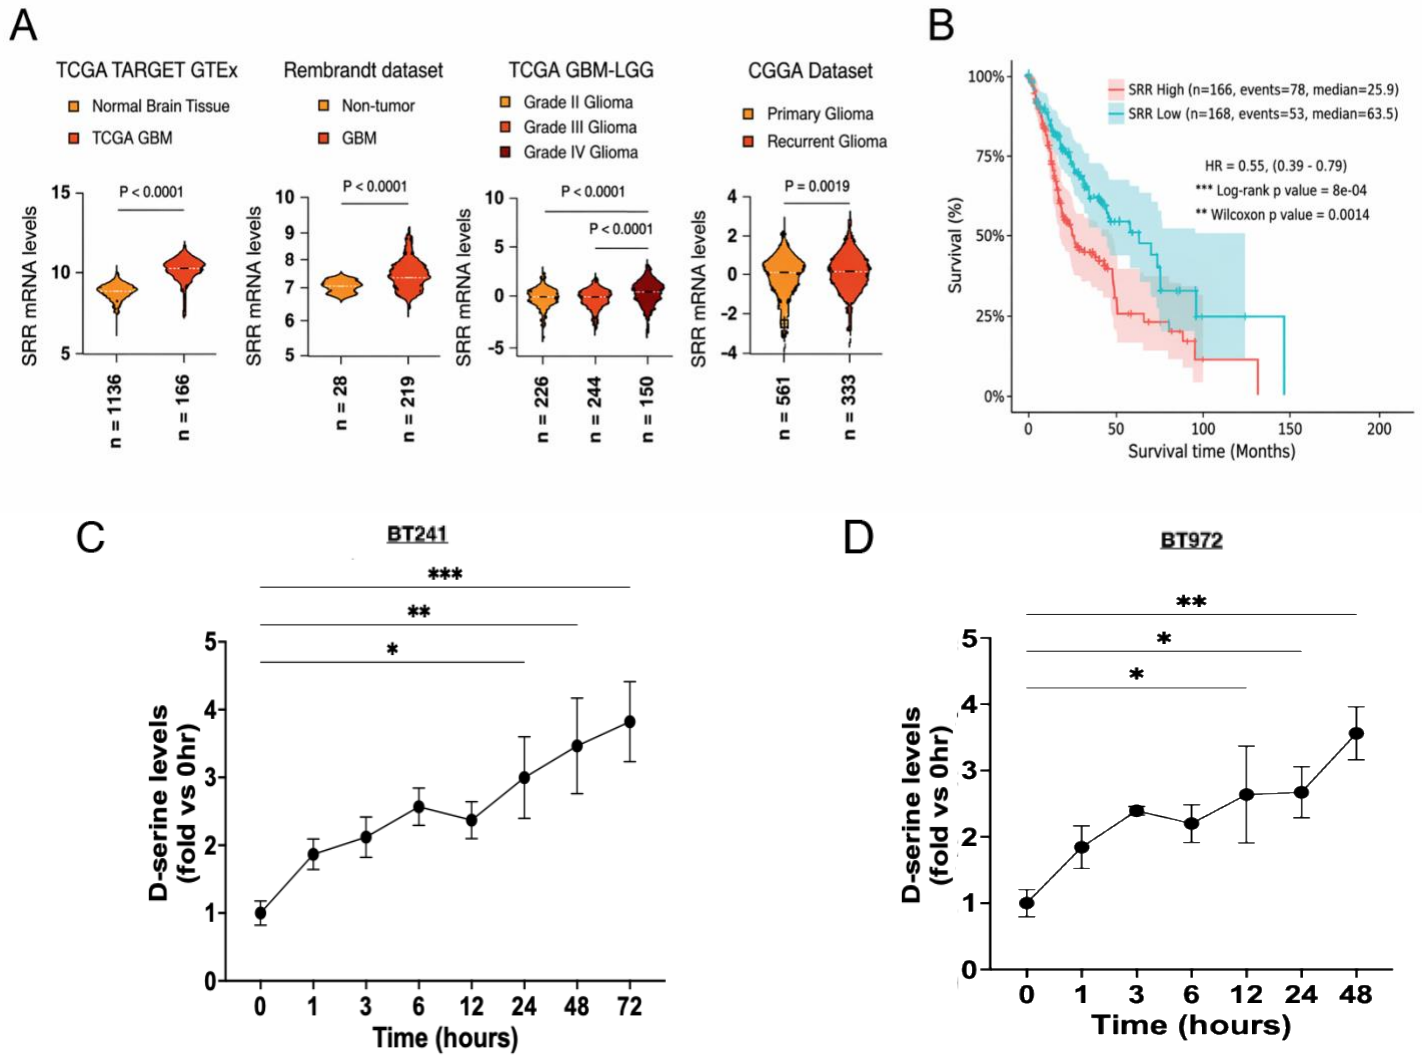 A
TCGA TARGET GTEx
Normal Brain Tissue
TCGA GBM
SRR mRNA levels
15
10
5
P < 0.0001
n = 1136
n = 166
Rembrandt dataset
Non-tumor
GBM
SRR mRNA levels
10
9
8
7
6
5
P < 0.0001
n = 28
n = 219
TCGA GBM-LGG
Grade II Glioma
Grade III Glioma
Grade IV Glioma
SRR mRNA levels
10
5
0
-5
P < 0.0001
P < 0.0001
n = 226
n = 244
n = 150
CGGA Dataset
Primary Glioma
Recurrent Glioma
SRR mRNA levels
4
2
0
-2
-4
P = 0.0019
n = 561
n = 333
B
SRR High (n=166, events=78, median=25.9)
SRR Low (n=168, events=53, median=63.5)
HR = 0.55, (0.39 - 0.79)
*** Log-rank p value = 8e-04
** Wilcoxon p value = 0.0014
Survival (%)
100%
75%
50%
25%
0%
0 50 100 150 200
Survival time (Months)
C
BT241
***
**
*
D-serine levels
(fold vs 0hr)
5
4
3
2
1
0
0 1 3 6 12 24 48 72
Time (hours)
D
BT972
**
*
*
D-serine levels
(fold vs 0hr)
5
4
3
2
1
0
0 1 3 6 12 24 48
Time (hours)